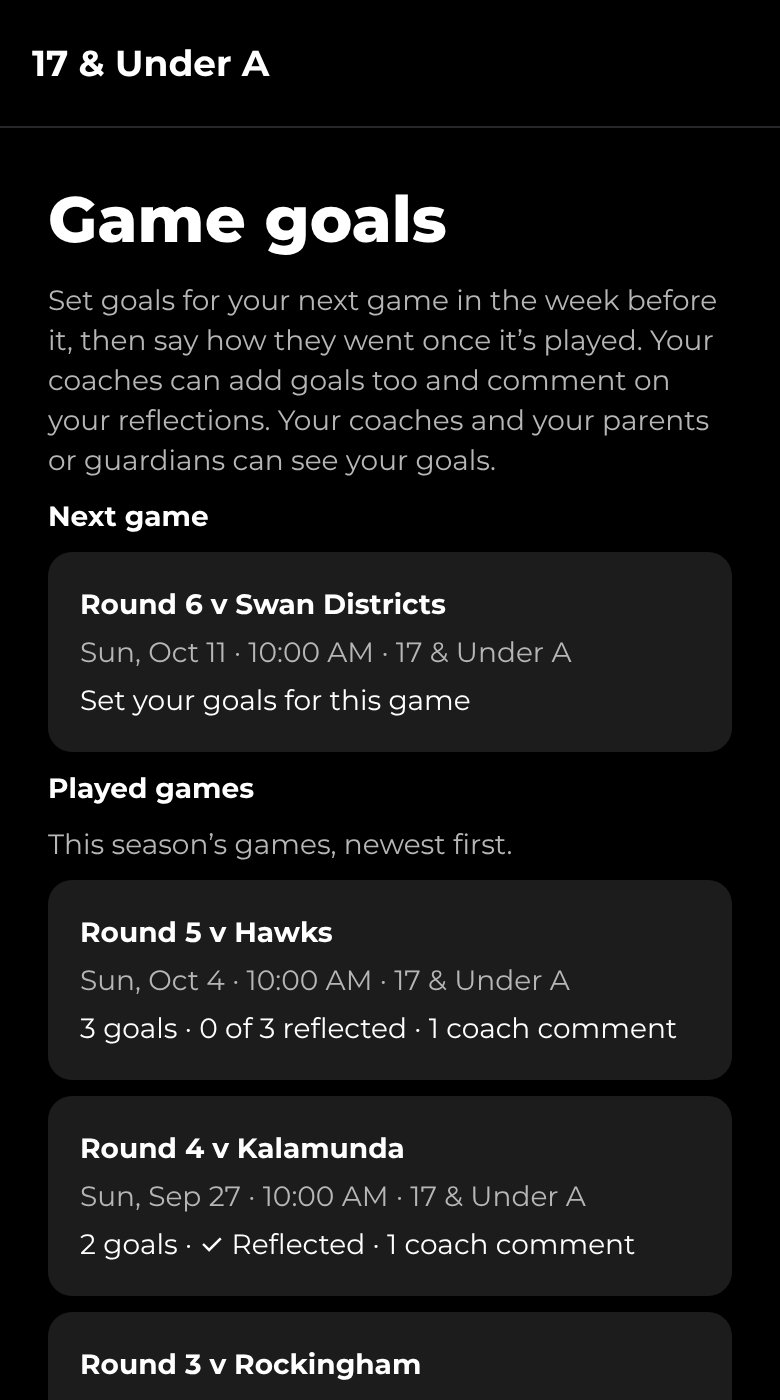 17 & Under A
Game goals
Set goals for your next game in the week before
it, then say how they went once it’s played. Your
coaches can add goals too and comment on
your reflections. Your coaches and your parents
or guardians can see your goals.
Next game
Round 6 v Swan Districts
Sun, Oct 11 · 10:00 AM · 17 & Under A
Set your goals for this game
Played games
This season’s games, newest first.
Round 5 v Hawks
Sun, Oct 4 · 10:00 AM · 17 & Under A
3 goals · 0 of 3 reflected · 1 coach comment
Round 4 v Kalamunda
Sun, Sep 27 · 10:00 AM · 17 & Under A
2 goals · ✓ Reflected · 1 coach comment
Round 3 v Rockingham